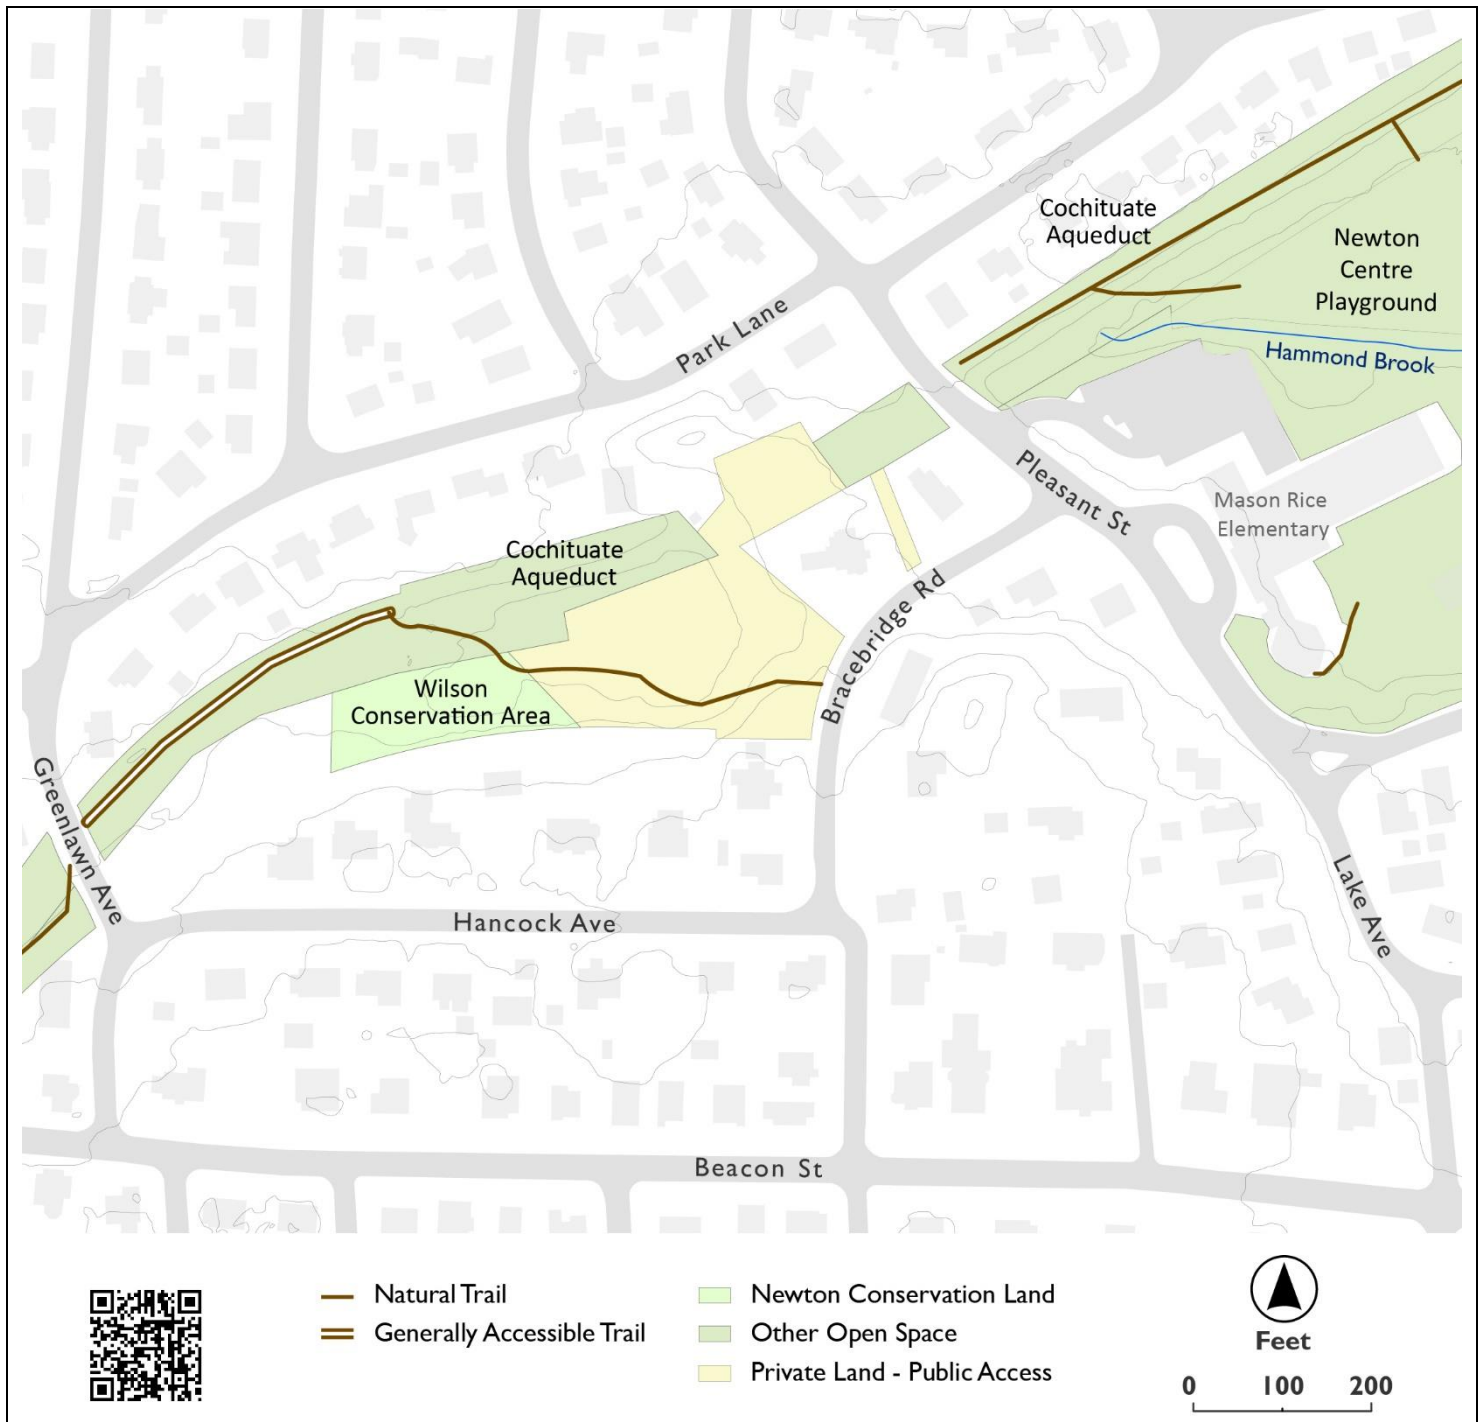 Cochituate
Aqueduct
Newton
Centre
Playground
Park Lane
Hammond Brook
Pleasant St
Mason Rice
Elementary
Cochituate
Aqueduct
Bracebridge Rd
Wilson
Conservation Area
Greenlawn Ave
Hancock Ave
Lake Ave
Beacon St
Natural Trail
Generally Accessible Trail
Newton Conservation Land
Other Open Space
Private Land - Public Access
Feet
0 100 200